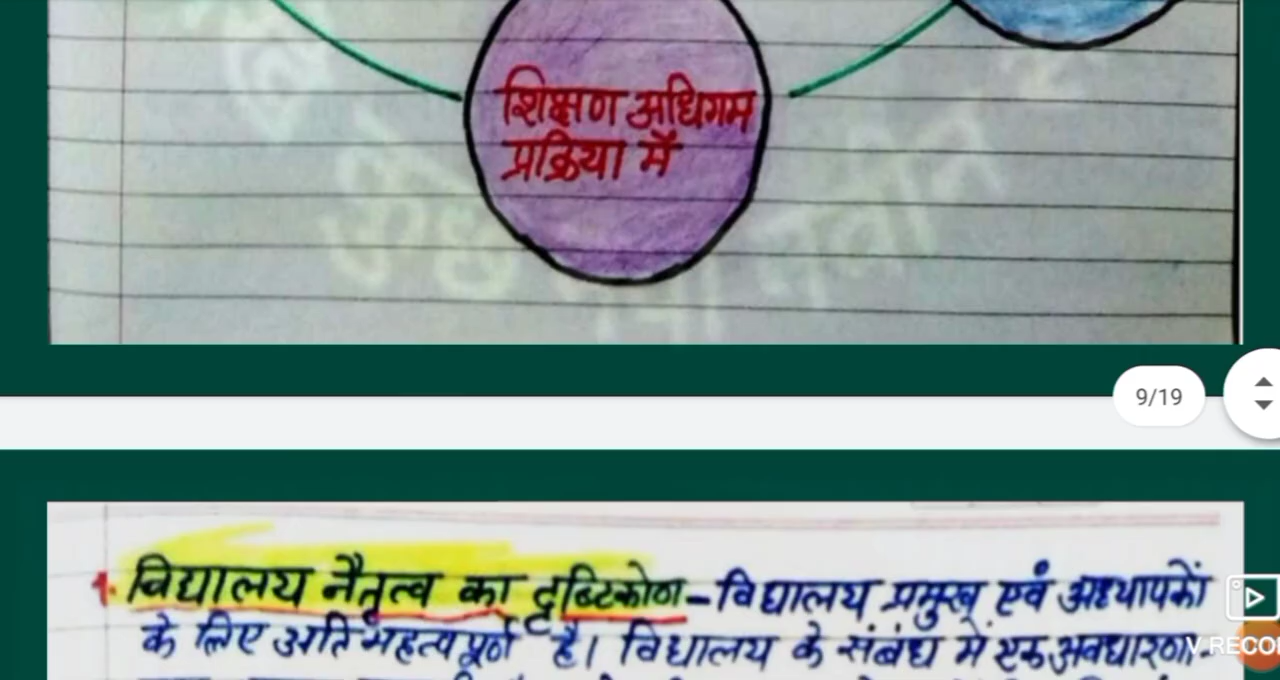 शिक्षण अधिगम
प्रक्रिया में
9/19
1. विद्यालय नैतृत्व का दृष्टिकोण - विद्यालय प्रमुख एवं अध्यापकों
के लिए अति महत्वपूर्ण है। विद्यालय के संबंध में एक अवधारणा-
V RECO